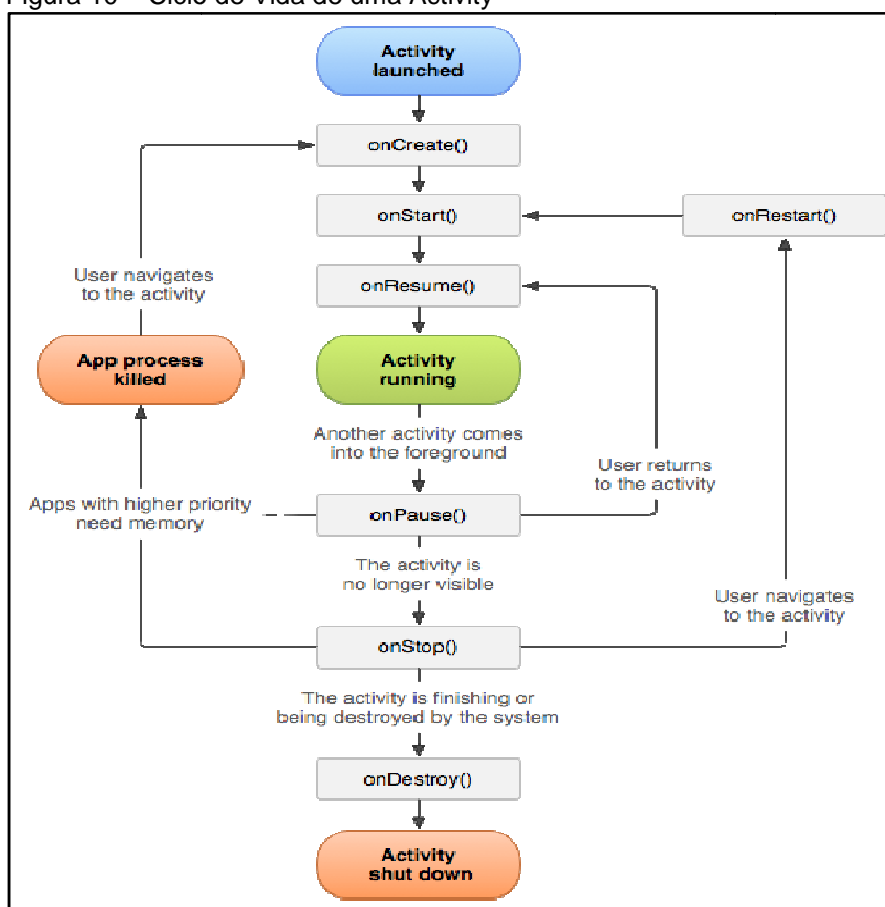 Activity
launched
onCreate()
onStart()
onRestart()
onResume()
User navigates
to the activity
App process
killed
Activity
running
Another activity comes
into the foreground
User returns
to the activity
Apps with higher priority
need memory
onPause()
The activity is
no longer visible
User navigates
to the activity
onStop()
The activity is finishing or
being destroyed by the system
onDestroy()
Activity
shut down